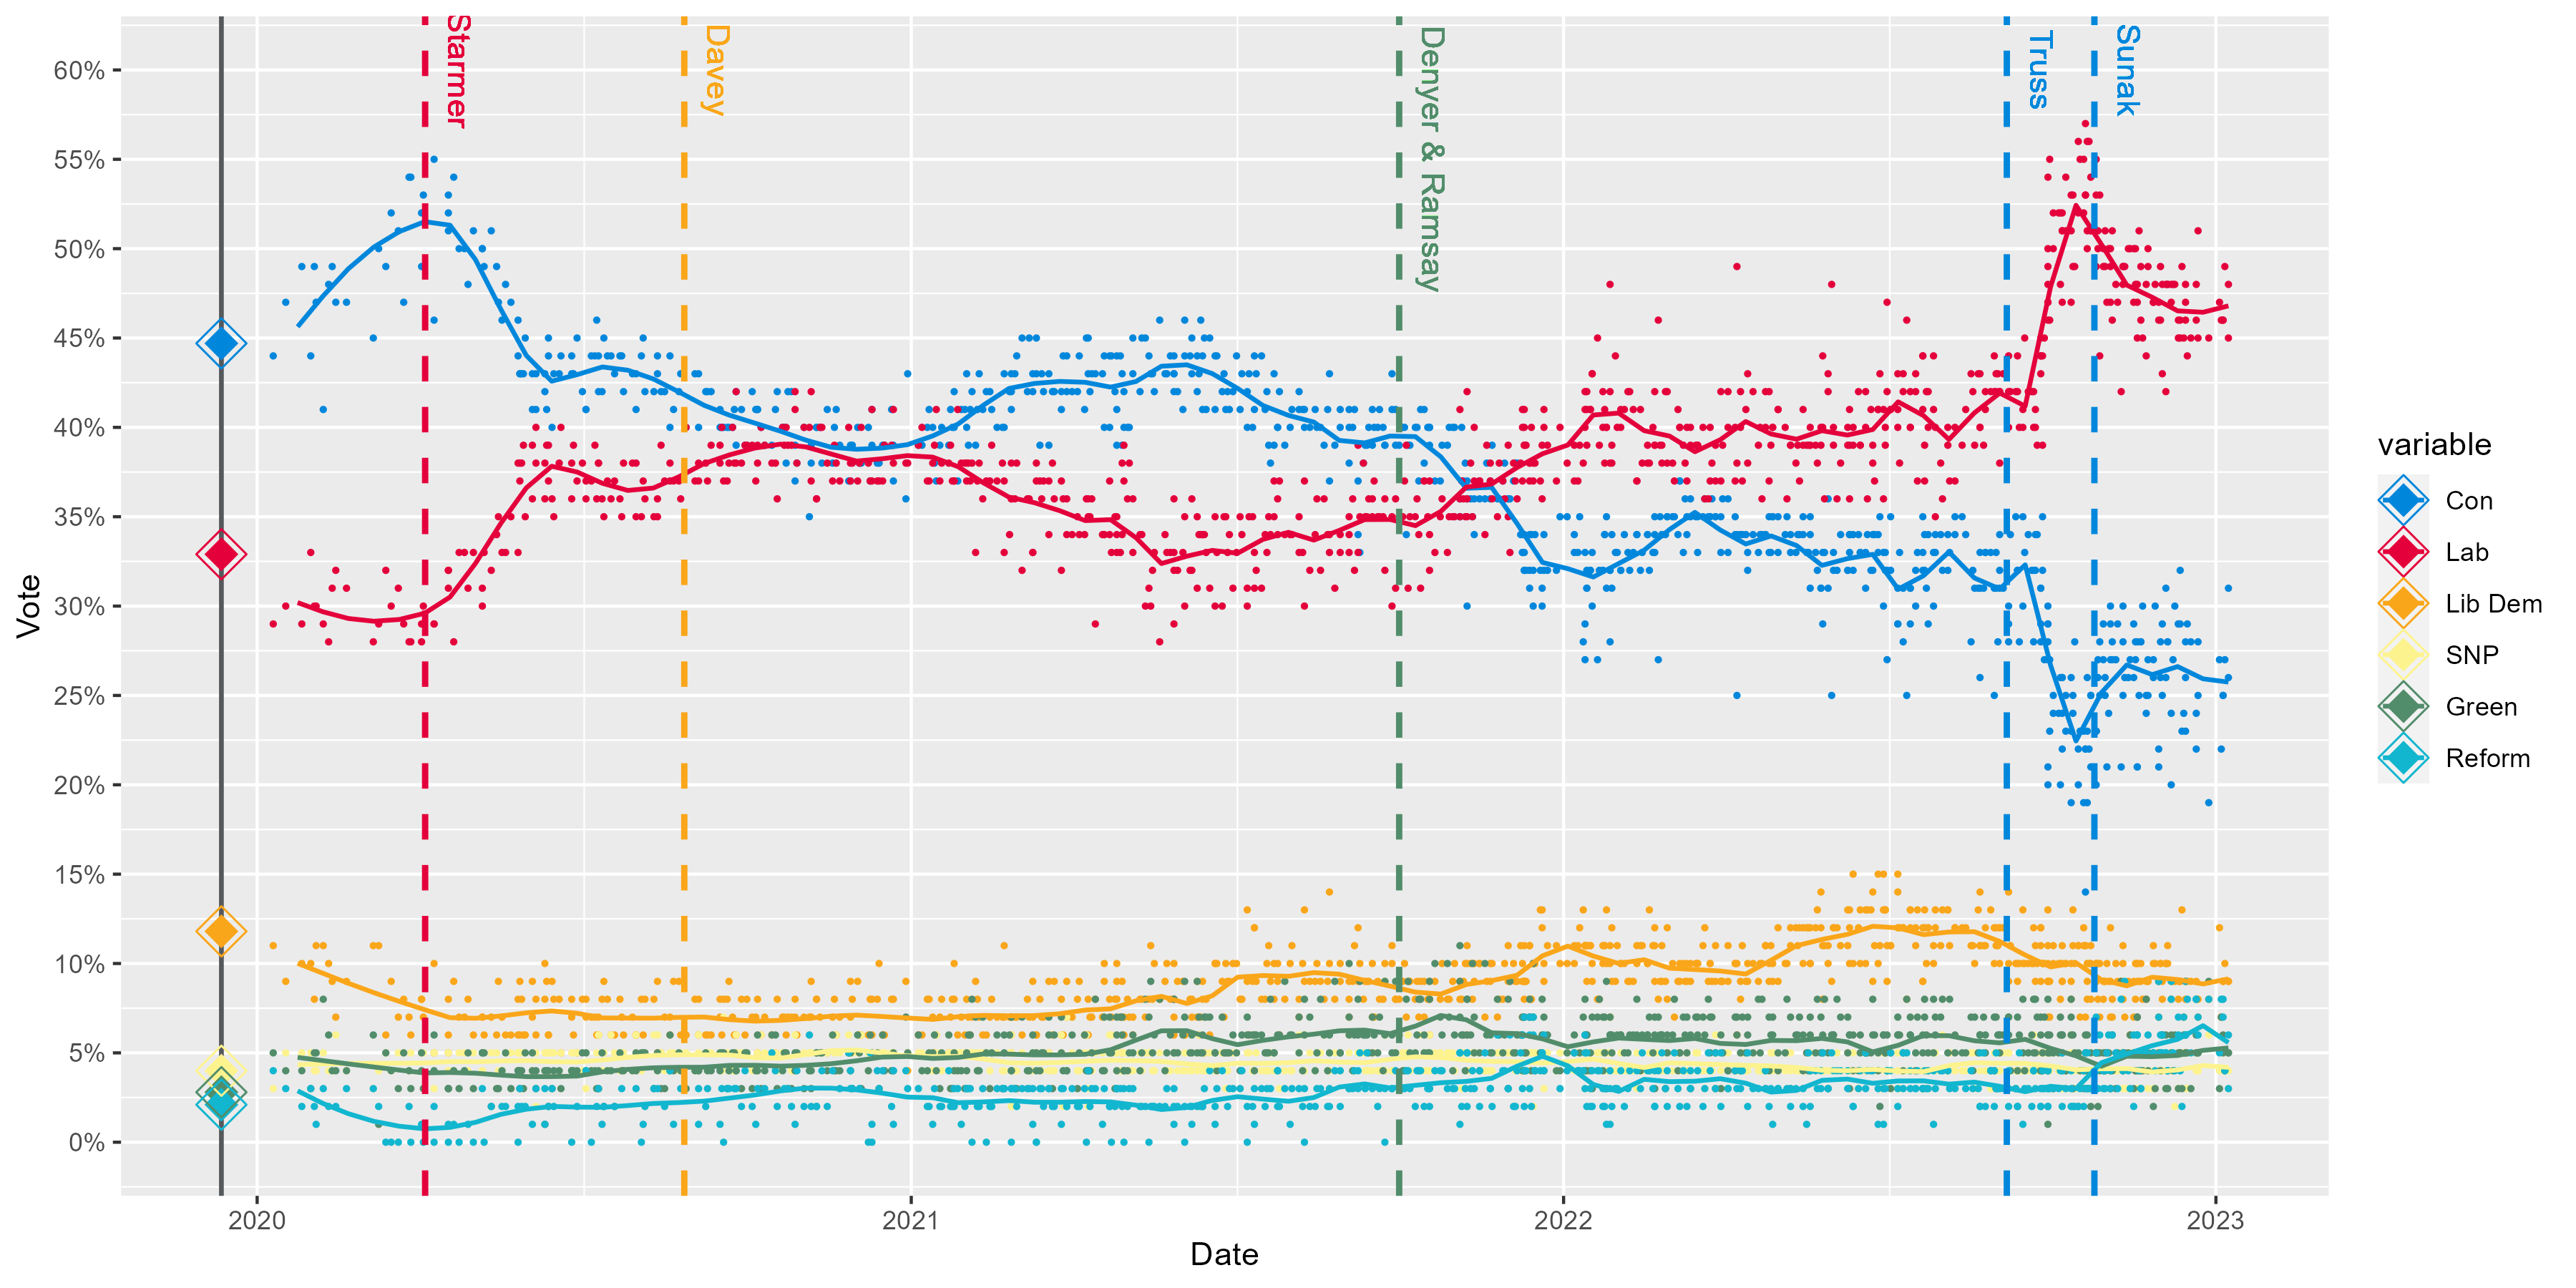 Starmer
Davey
Denyer & Ramsay
Truss
Sunak
60%
55%
50%
45%
40%
35%
30%
25%
20%
15%
10%
5%
0%
Vote
2020
2021
2022
2023
Date
variable
Con
Lab
Lib Dem
SNP
Green
Reform